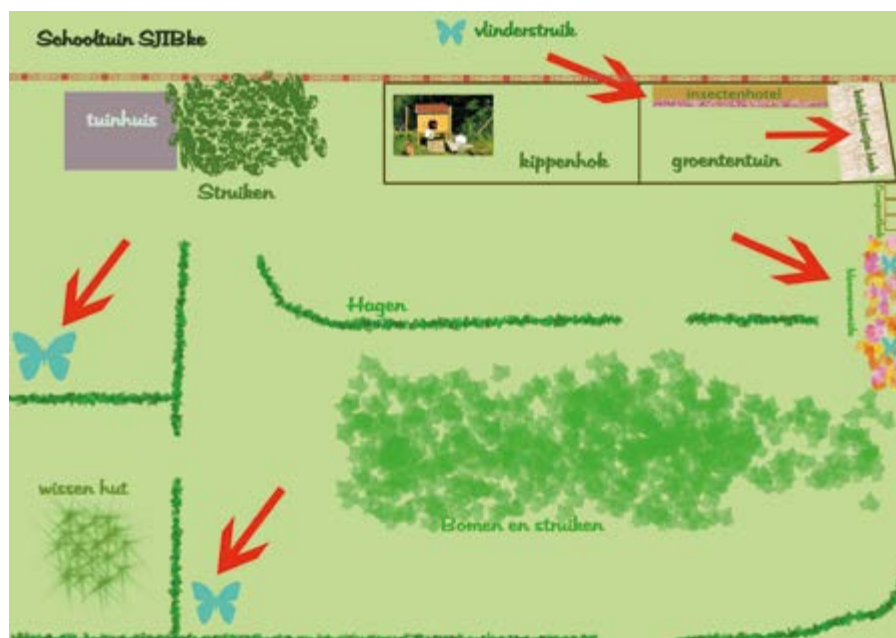 Schooltuin SJIBke
vlinderstruik
insectenhotel
tuinhuis
kippenhok
groententuin
Struiken
Hagen
wissen hut
Bomen en struiken